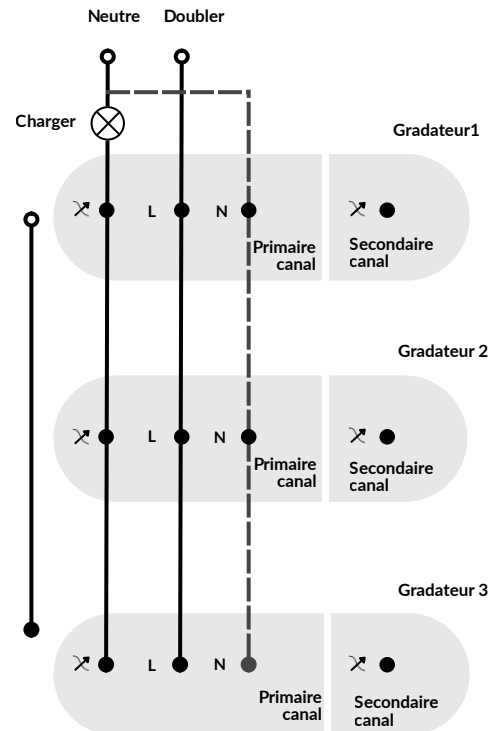 Neutre
Doubler
Charger
Gradateur1
L
N
Primaire
canal
Secondaire
canal
Gradateur 2
L
N
Primaire
canal
Secondaire
canal
Gradateur 3
L
N
Primaire
canal
Secondaire
canal